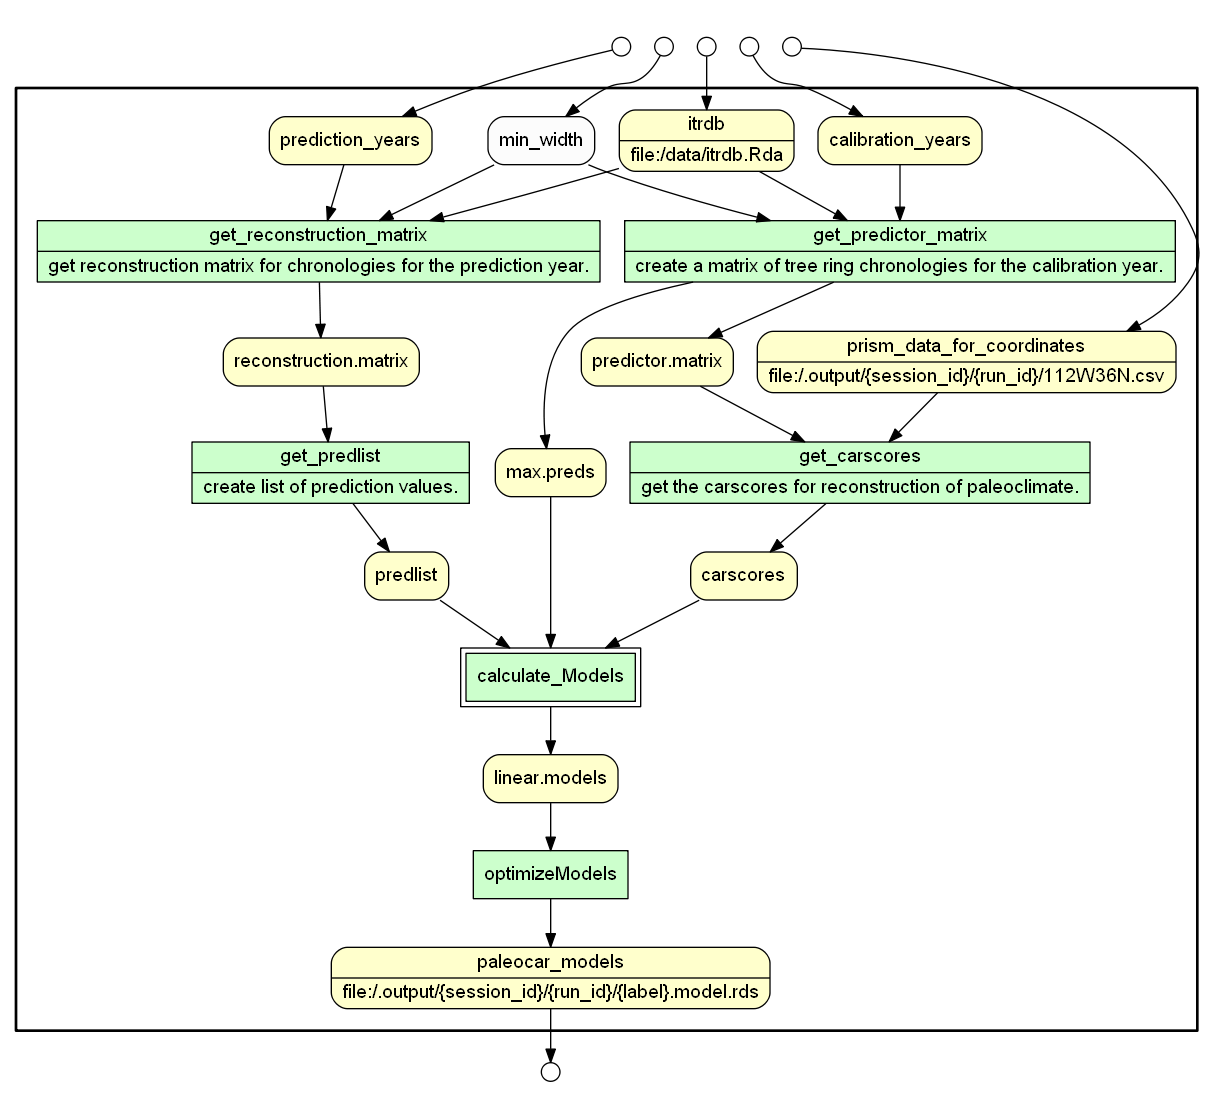 prediction_years
min_width
itrdb
file:/data/itrdb.Rda
calibration_years
get_reconstruction_matrix
get reconstruction matrix for chronologies for the prediction year.
get_predictor_matrix
create a matrix of tree ring chronologies for the calibration year.
reconstruction.matrix
predictor.matrix
prism_data_for_coordinates
file:/.output/{session_id}/{run_id}/112W36N.csv
get_predlist
create list of prediction values.
max.preds
get_carscores
get the carscores for reconstruction of paleoclimate.
predlist
carscores
calculate_Models
linear.models
optimizeModels
paleocar_models
file:/.output/{session_id}/{run_id}/{label}.model.rds